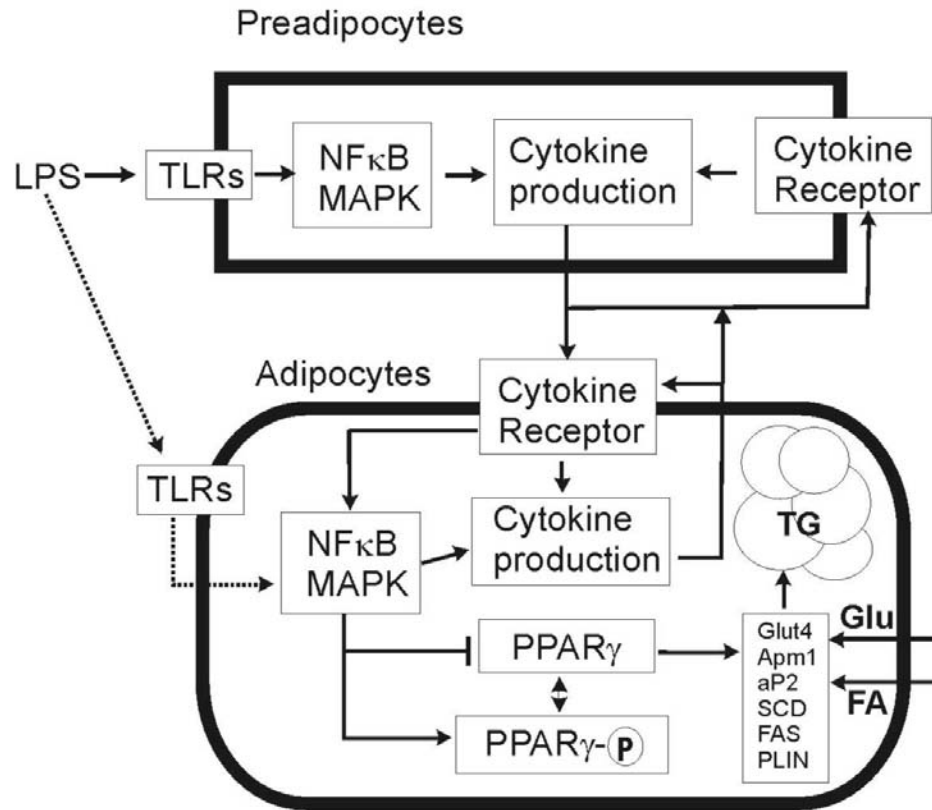 Preadipocytes
LPS
TLRs
NFκB
MAPK
Cytokine
production
Cytokine
Receptor
Adipocytes
Cytokine
Receptor
TLRs
NFκB
MAPK
Cytokine
production
TG
PPARγ
PPARγ-P
Glut4
Apm1
aP2
SCD
FAS
PLIN
Glu
FA